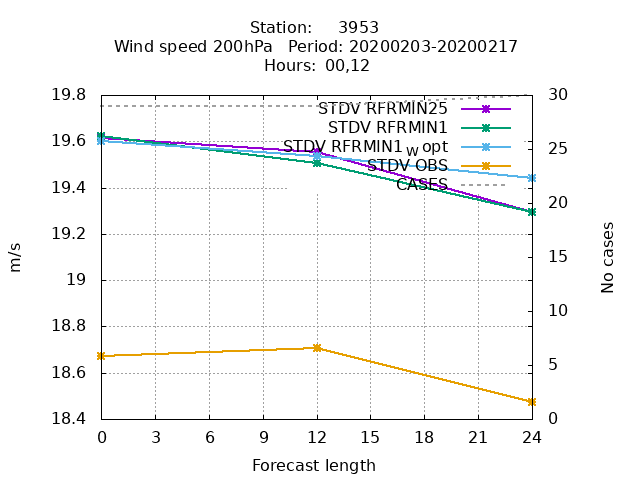 Station: 3953
Wind speed 200hPa Period: 20200203-20200217
Hours: 00,12
19.8
19.6
19.4
19.2
19
18.8
18.6
18.4
m/s
STDV RFRMIN25
STDV RFRMIN1
STDV RFRMIN1_W opt
STDV OBS
CASES
30
25
20
15
10
5
0
No cases
0 3 6 9 12 15 18 21 24
Forecast length